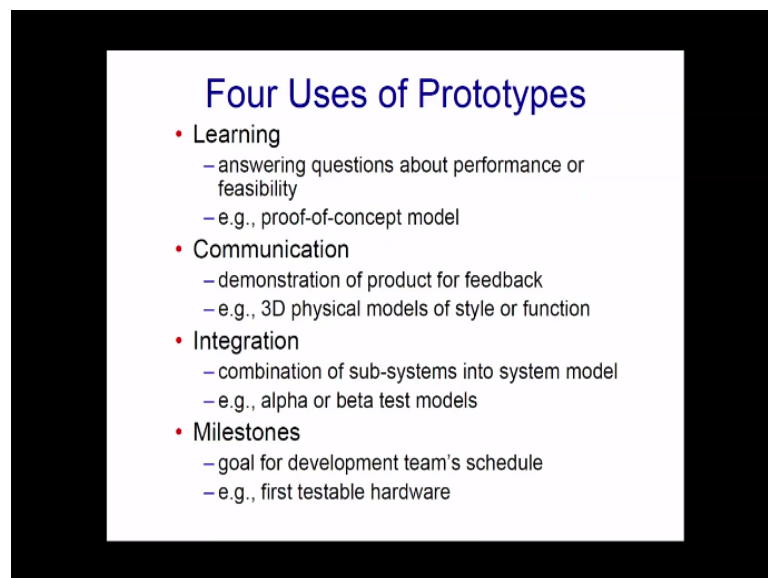 Four Uses of Prototypes
• Learning
– answering questions about performance or
feasibility
– e.g., proof-of-concept model
• Communication
– demonstration of product for feedback
– e.g., 3D physical models of style or function
• Integration
– combination of sub-systems into system model
– e.g., alpha or beta test models
• Milestones
– goal for development team's schedule
– e.g., first testable hardware